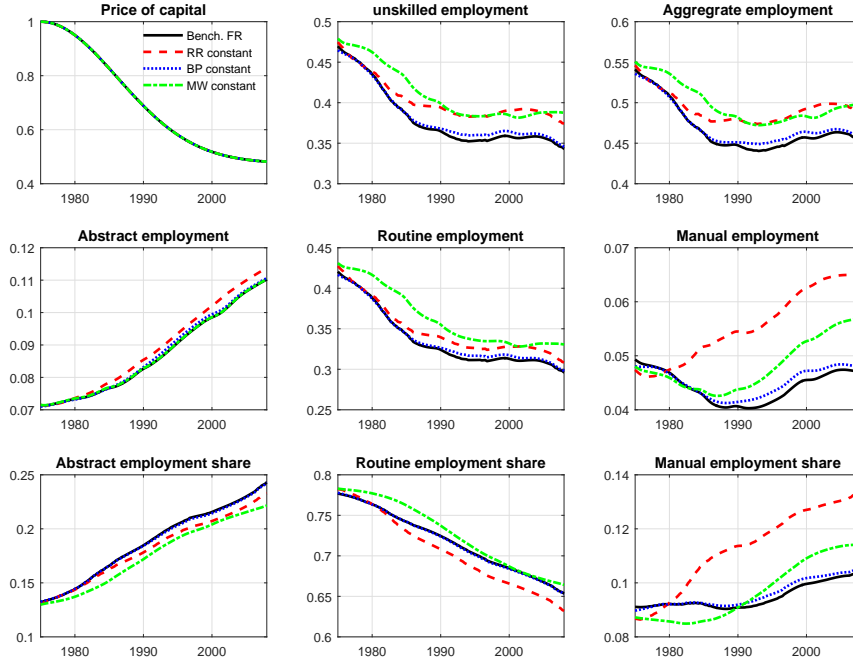 Price of capital
1
0.8
0.6
0.4
1980 1990 2000
Bench. FR
RR constant
BP constant
MW constant
unskilled employment
0.5
0.45
0.4
0.35
0.3
1980 1990 2000
Aggregrate employment
0.6
0.55
0.5
0.45
0.4
1980 1990 2000
Abstract employment
0.12
0.11
0.1
0.09
0.08
0.07
1980 1990 2000
Routine employment
0.45
0.4
0.35
0.3
0.25
1980 1990 2000
Manual employment
0.07
0.06
0.05
0.04
1980 1990 2000
Abstract employment share
0.25
0.2
0.15
0.1
1980 1990 2000
Routine employment share
0.8
0.75
0.7
0.65
0.6
1980 1990 2000
Manual employment share
0.14
0.12
0.1
0.08
1980 1990 2000